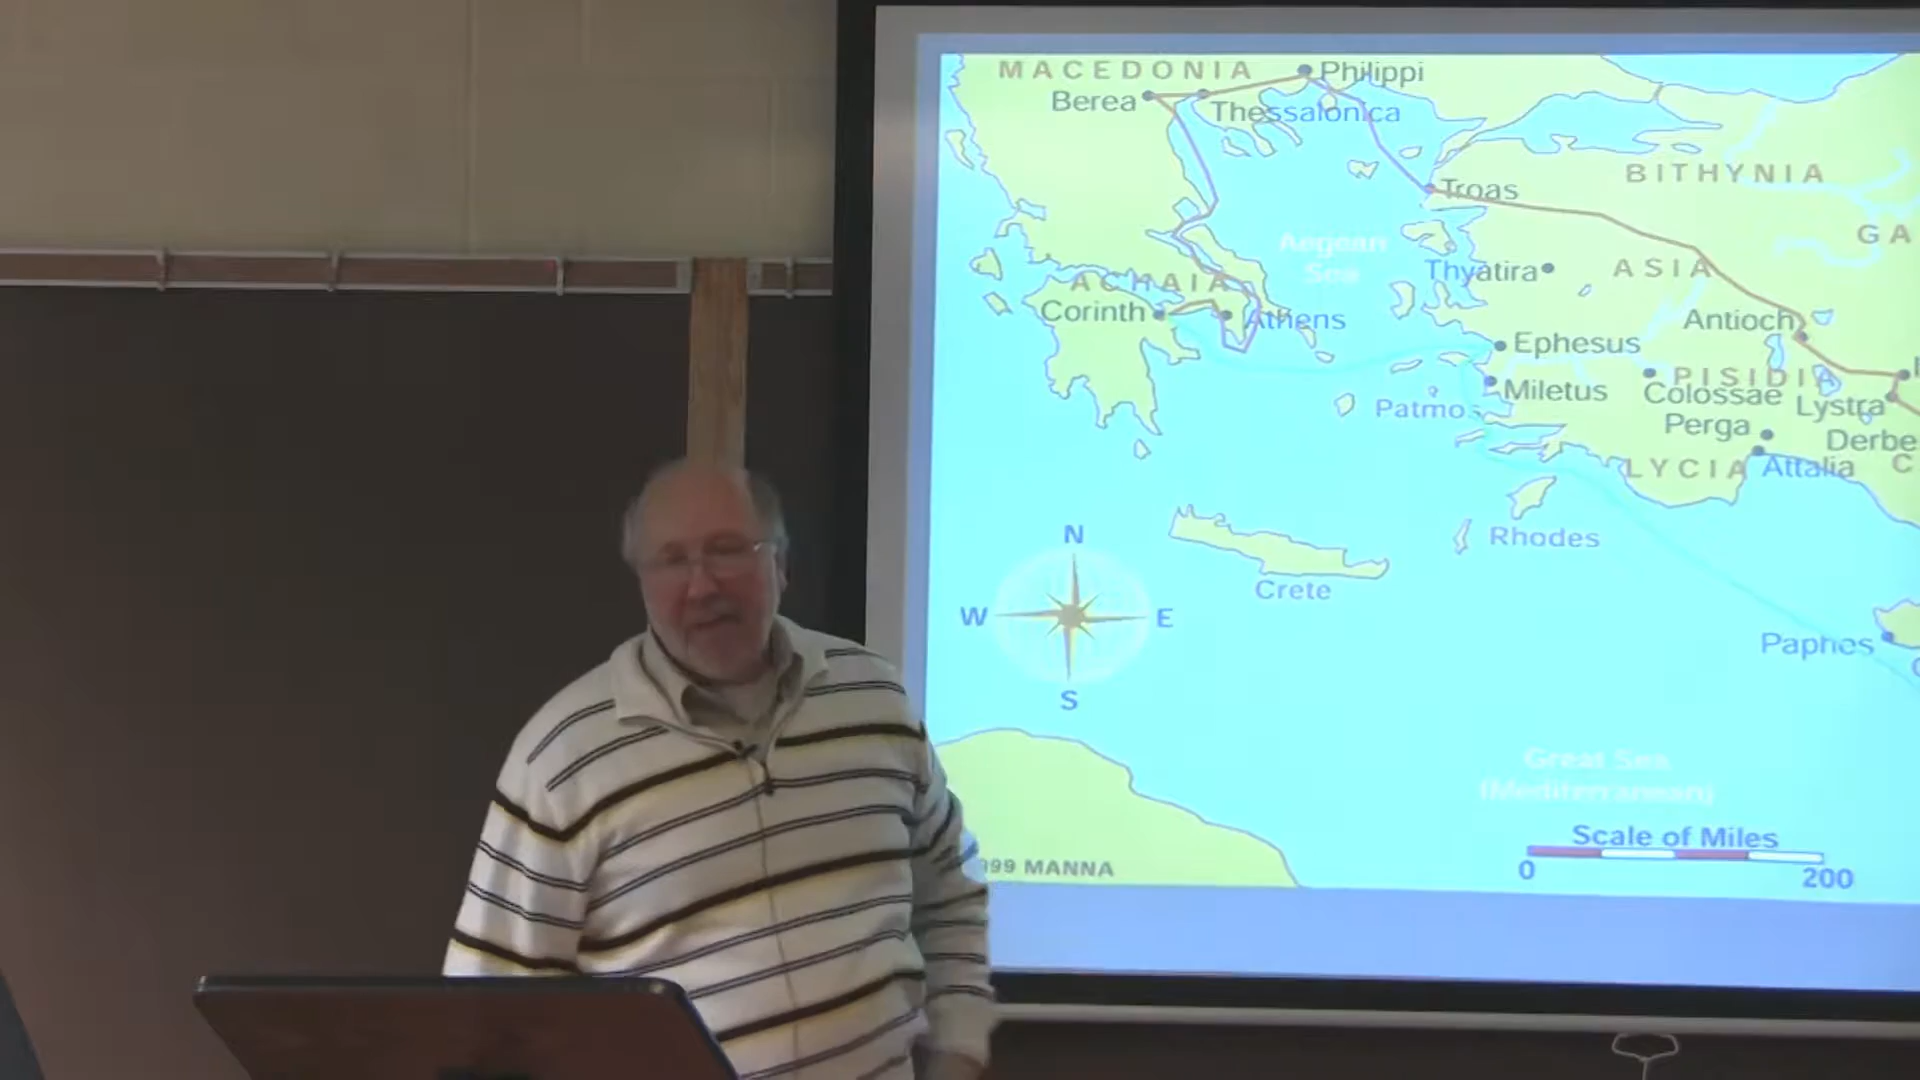 MACEDONIA
Philippi
Berea
Thessalonica
BITHYNIA
Troas
GA
Aegean
Sea
Thyatira
ASIA
ACHAIA
Corinth
Athens
Antioch
Ephesus
PISIDIA
Miletus
Colossae
Lystra
Patmos
Perga
Derbe
LYCIA
Attalia
C
Rhodes
N
Crete
W
E
Paphos
S
Great Sea
(Mediterranean)
Scale of Miles
0
200
999 MANNA